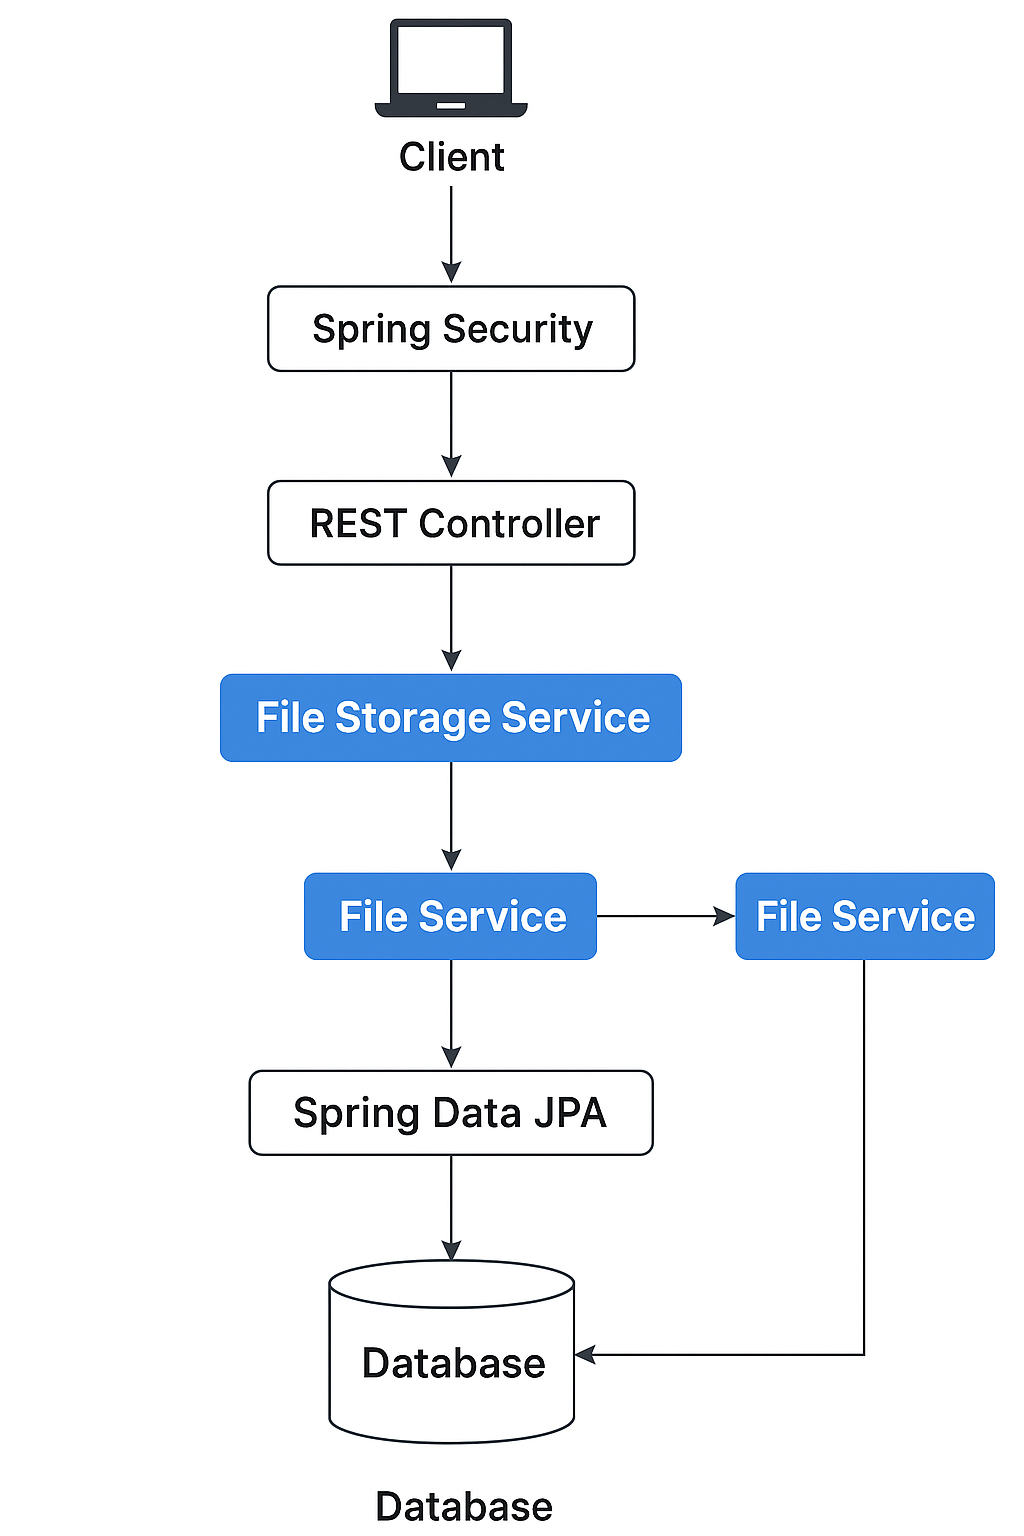 Client
Spring Security
REST Controller
File Storage Service
File Service
File Service
Spring Data JPA
Database
Database